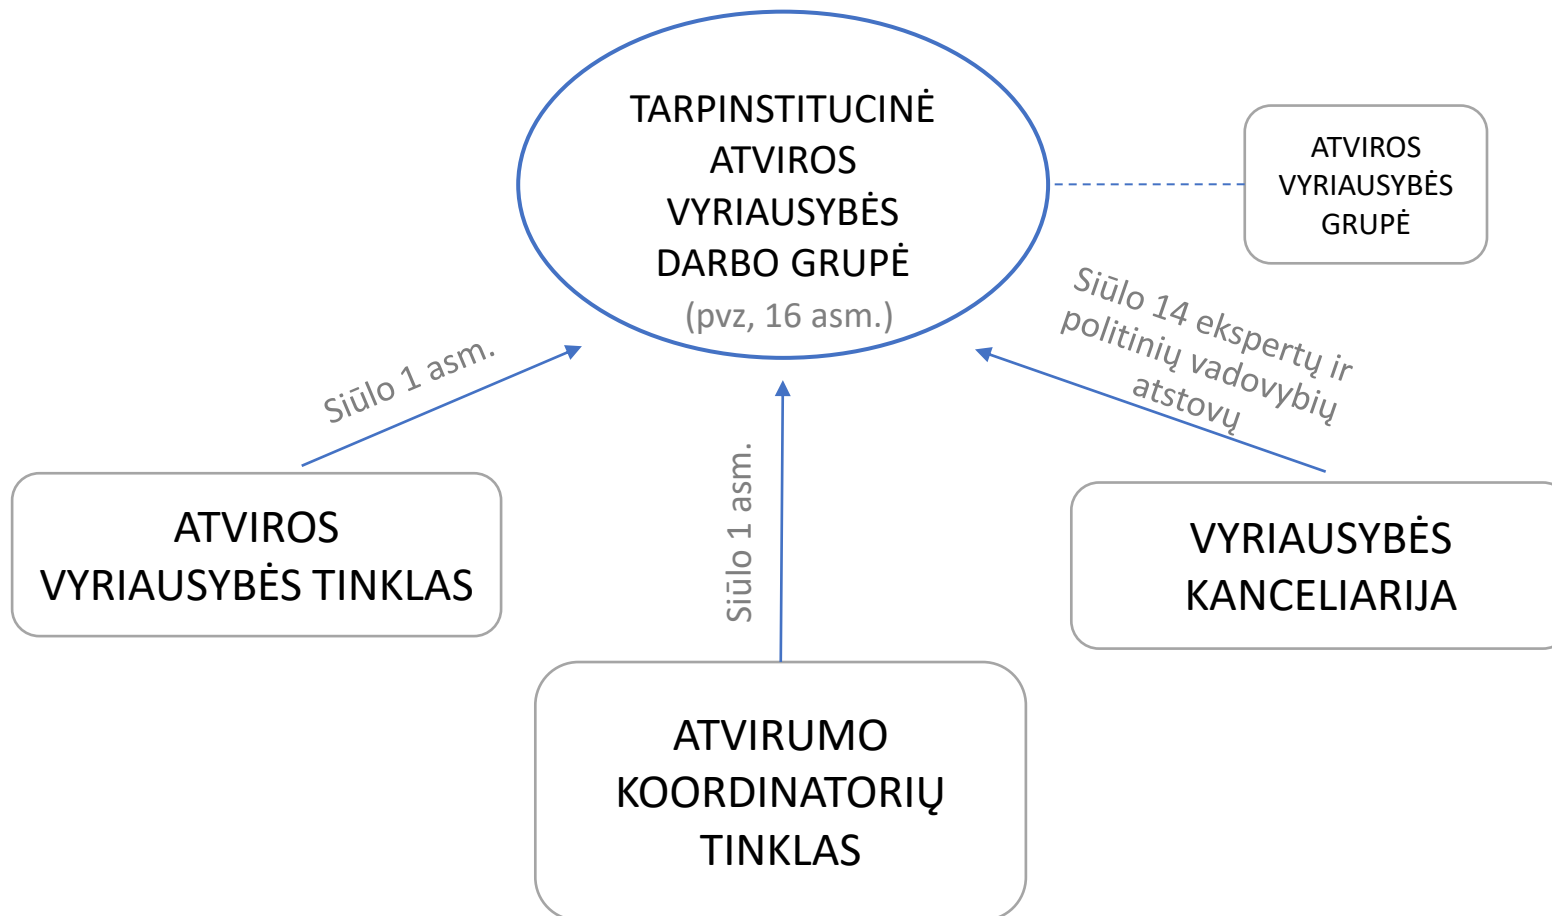 TARPINSTITUCINĖ
ATVIROS
VYRIAUSYBĖS
DARBO GRUPĖ
(pvz, 16 asm.)
ATVIROS
VYRIAUSYBĖS
GRUPĖ
Siūlo 1 asm.
Siūlo 1 asm.
Siūlo 14 ekspertų ir
politinių vadovybių
atstovų
ATVIROS
VYRIAUSYBĖS TINKLAS
VYRIAUSYBĖS
KANCELIARIJA
ATVIRUMO
KOORDINATORIŲ
TINKLAS